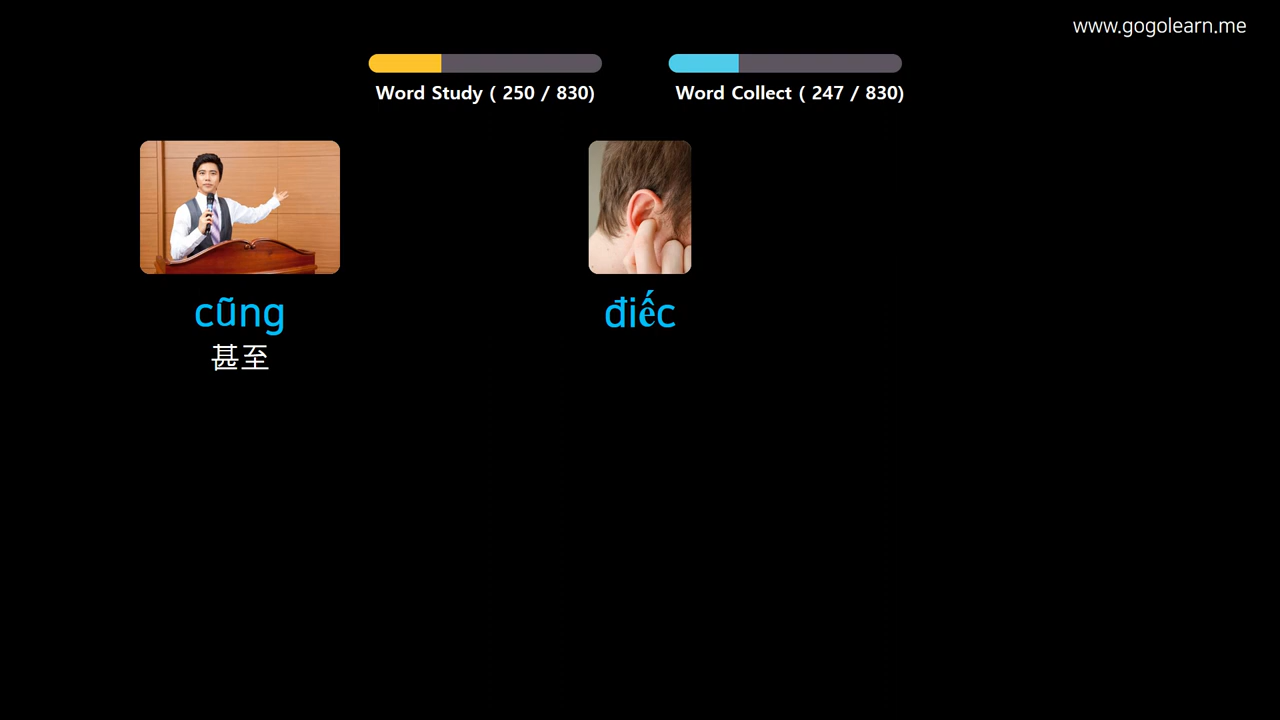 www.gogolearn.me
Word Study ( 250 / 830)
Word Collect ( 247 / 830)
cũng
điếc
甚至